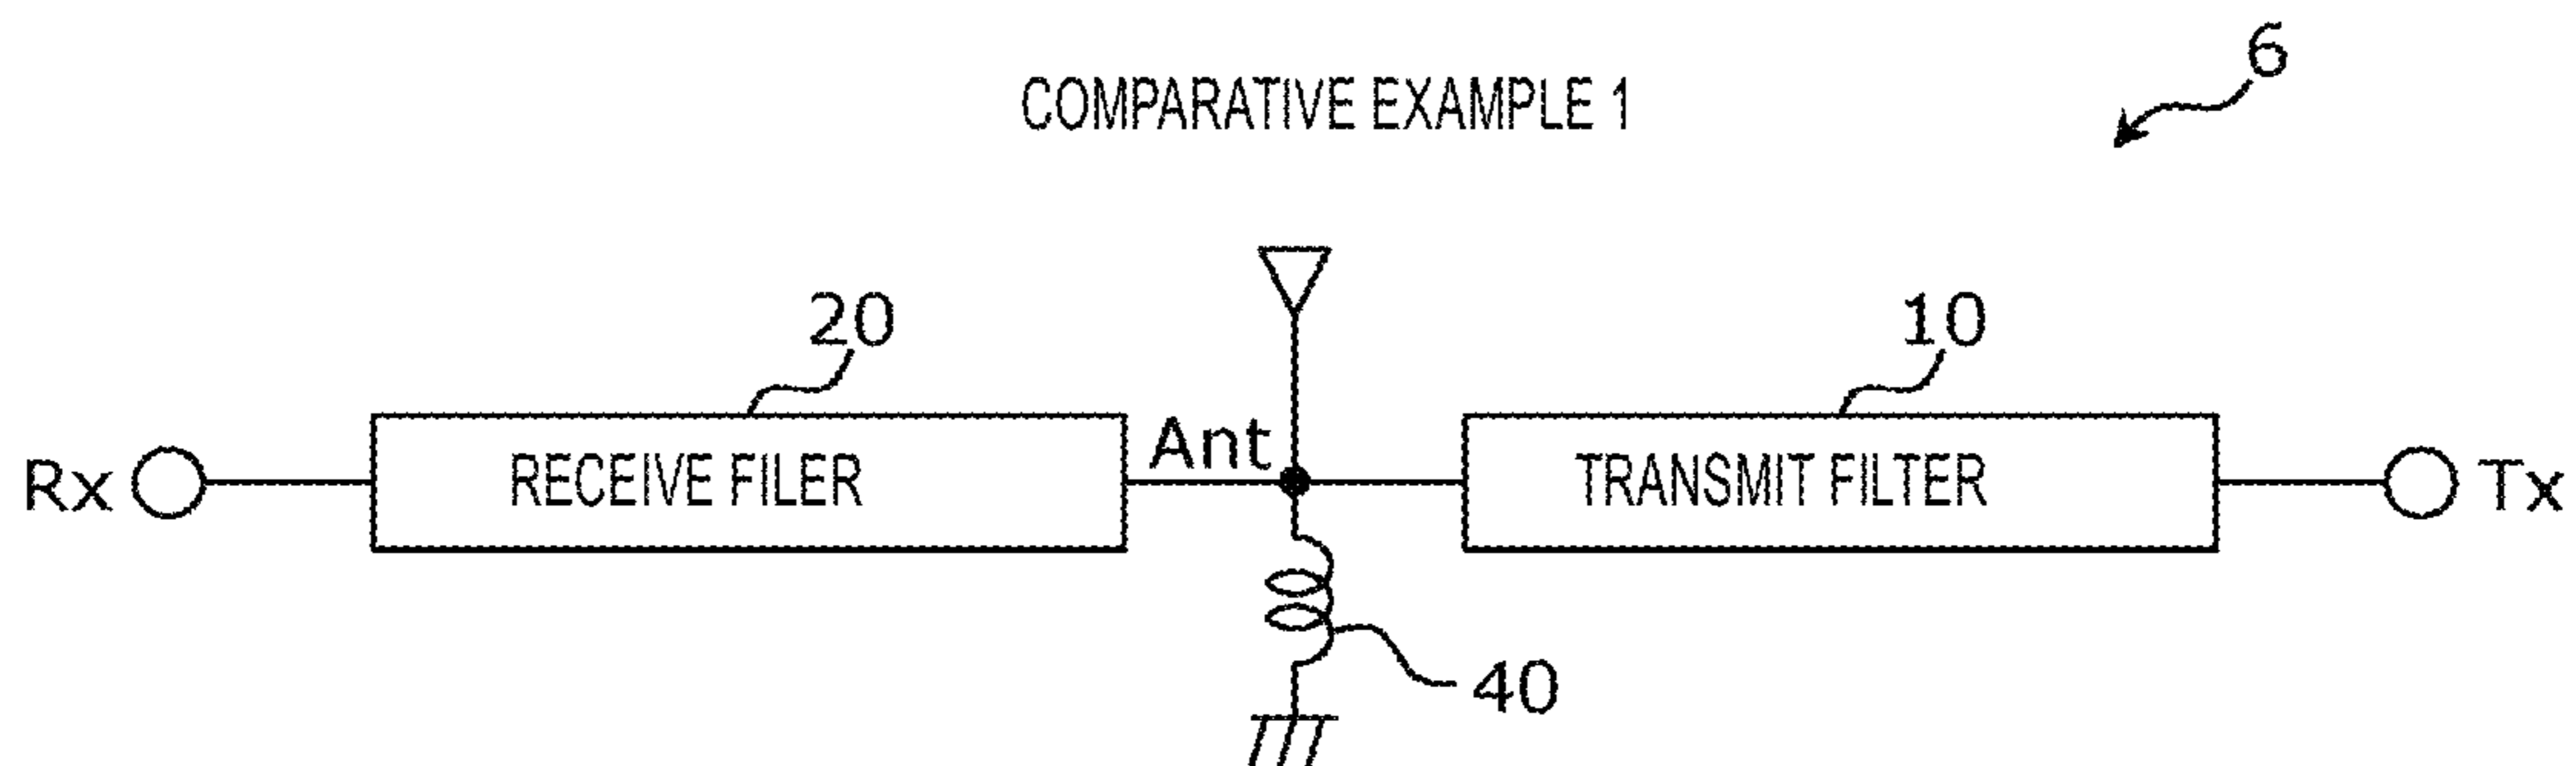 COMPARATIVE EXAMPLE 1
6
20
10
Rx
RECEIVE FILER
Ant
TRANSMIT FILTER
Tx
40